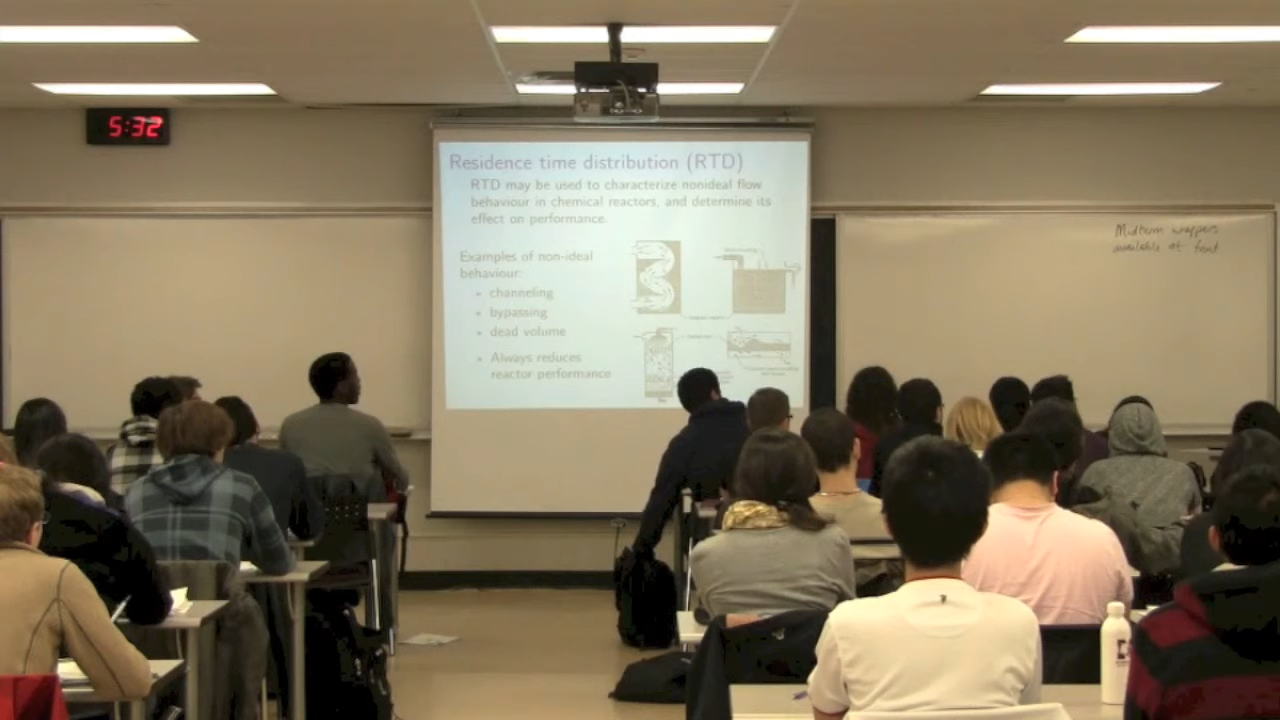 5:32
Residence time distribution (RTD)
RTD may be used to characterize nonideal flow
behaviour in chemical reactors, and determine its
effect on performance.
Examples of non-ideal
behaviour:
channeling
bypassing
dead volume
Always reduces
reactor performance
Midterm wrappers
available at front